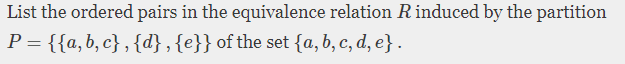 List the ordered pairs in the equivalence relation R induced by the partition
P = {{a, b, c} , {d} , {e}} of the set {a, b, c, d, e} .